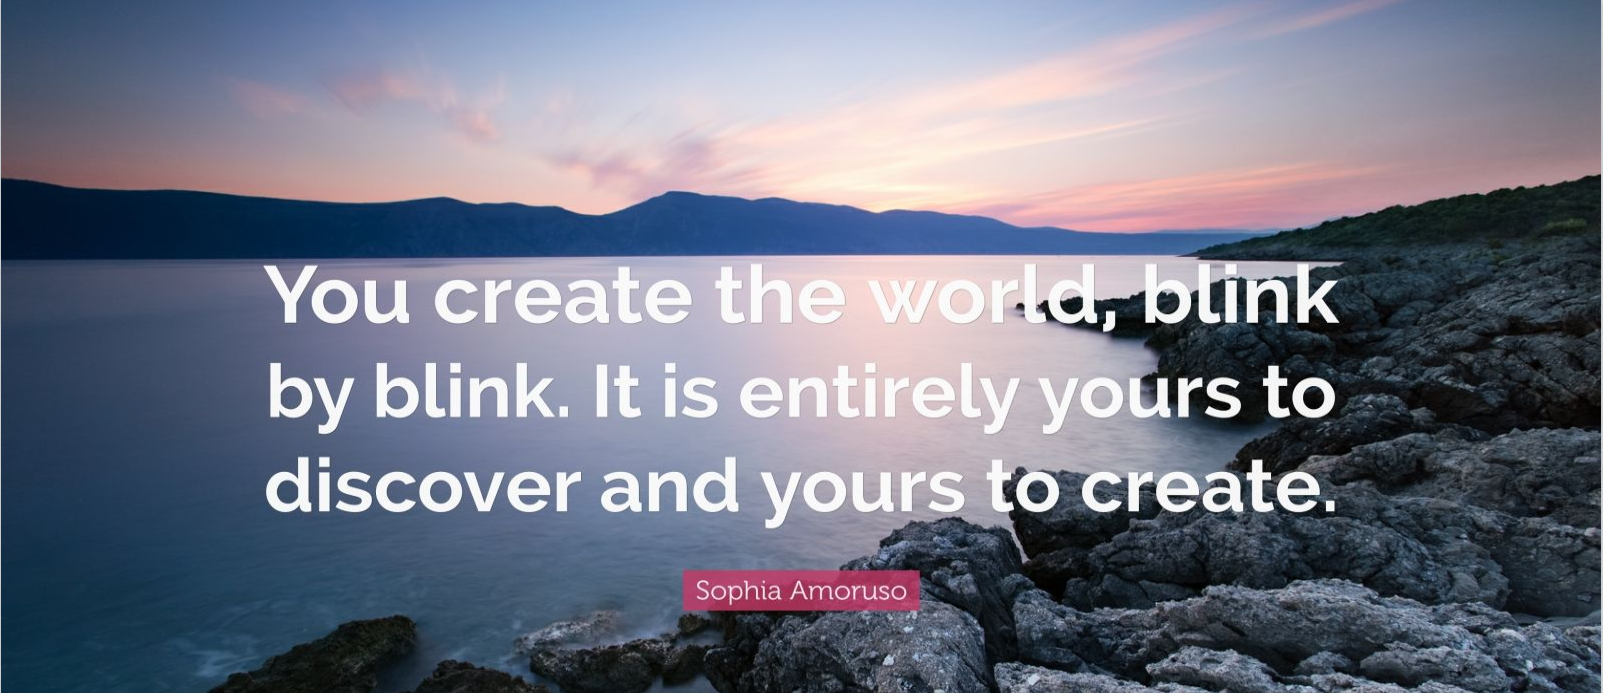 You create the world, blink
by blink. It is entirely yours to
discover and yours to create.
Sophia Amoruso